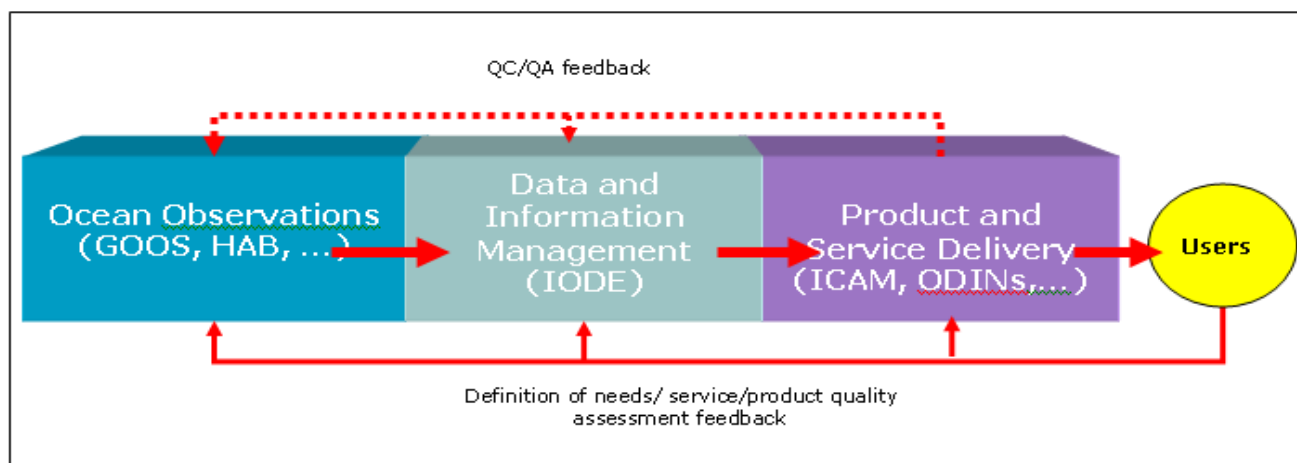 QC/QA feedback
Ocean Observations
(GOOS, HAB, ...)
Data and
Information
Management
(IODE)
Product and
Service Delivery
(ICAM, ODINs,...)
Users
Definition of needs/ service/product quality
assessment feedback